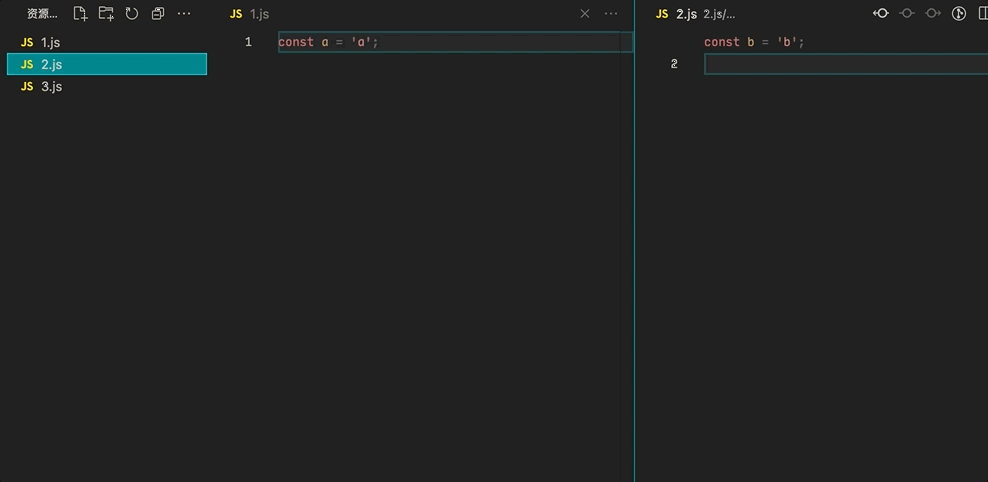 资源...
JS 1.js
JS 2.js
JS 3.js
JS 1.js
1 const a = 'a';
JS 2.js 2.js/...
const b = 'b';
2